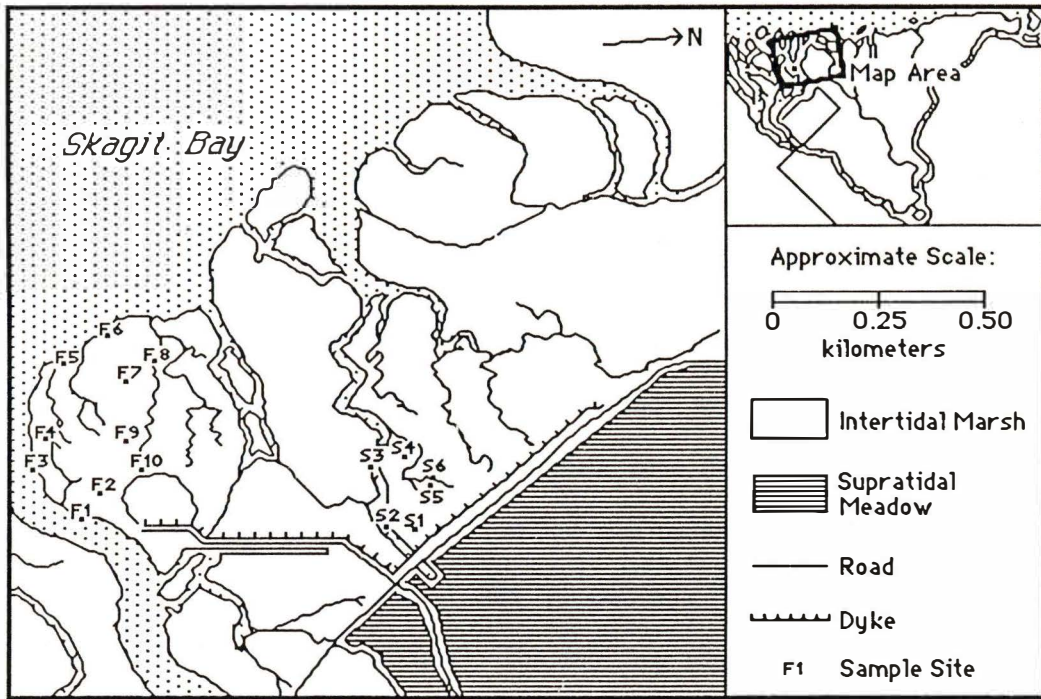 N
Skagit Bay
F6
F5
F8
F7
F4
F9
F3
F10
F2
F1
S4
S3
S6
S5
S2
S1
Map Area
Approximate Scale:
0 0.25 0.50
kilometers
Intertidal Marsh
Supratidal
Meadow
Road
Dyke
F1 Sample Site